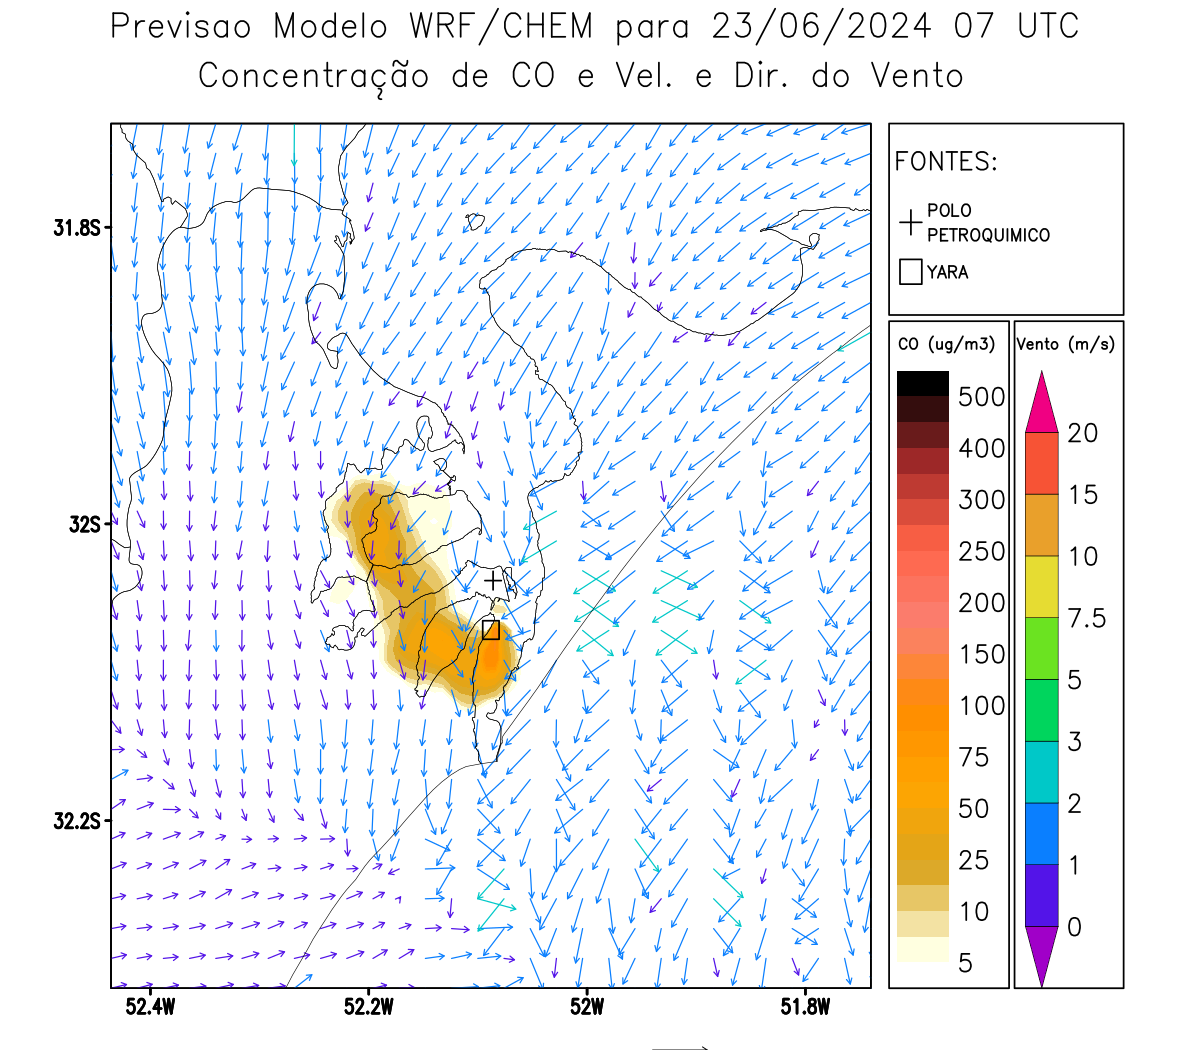 Previsao Modelo WRF/CHEM para 23/06/2024 07 UTC
Concentração de CO e Vel. e Dir. do Vento
FONTES:
POLO
PETROQUIMICO
YARA
CO (ug/m3)
500
400
300
250
200
150
100
75
50
25
10
5
Vento (m/s)
20
15
10
7.5
5
3
2
1
0
31.8S
32S
32.2S
52.4W
52.2W
52W
51.8W